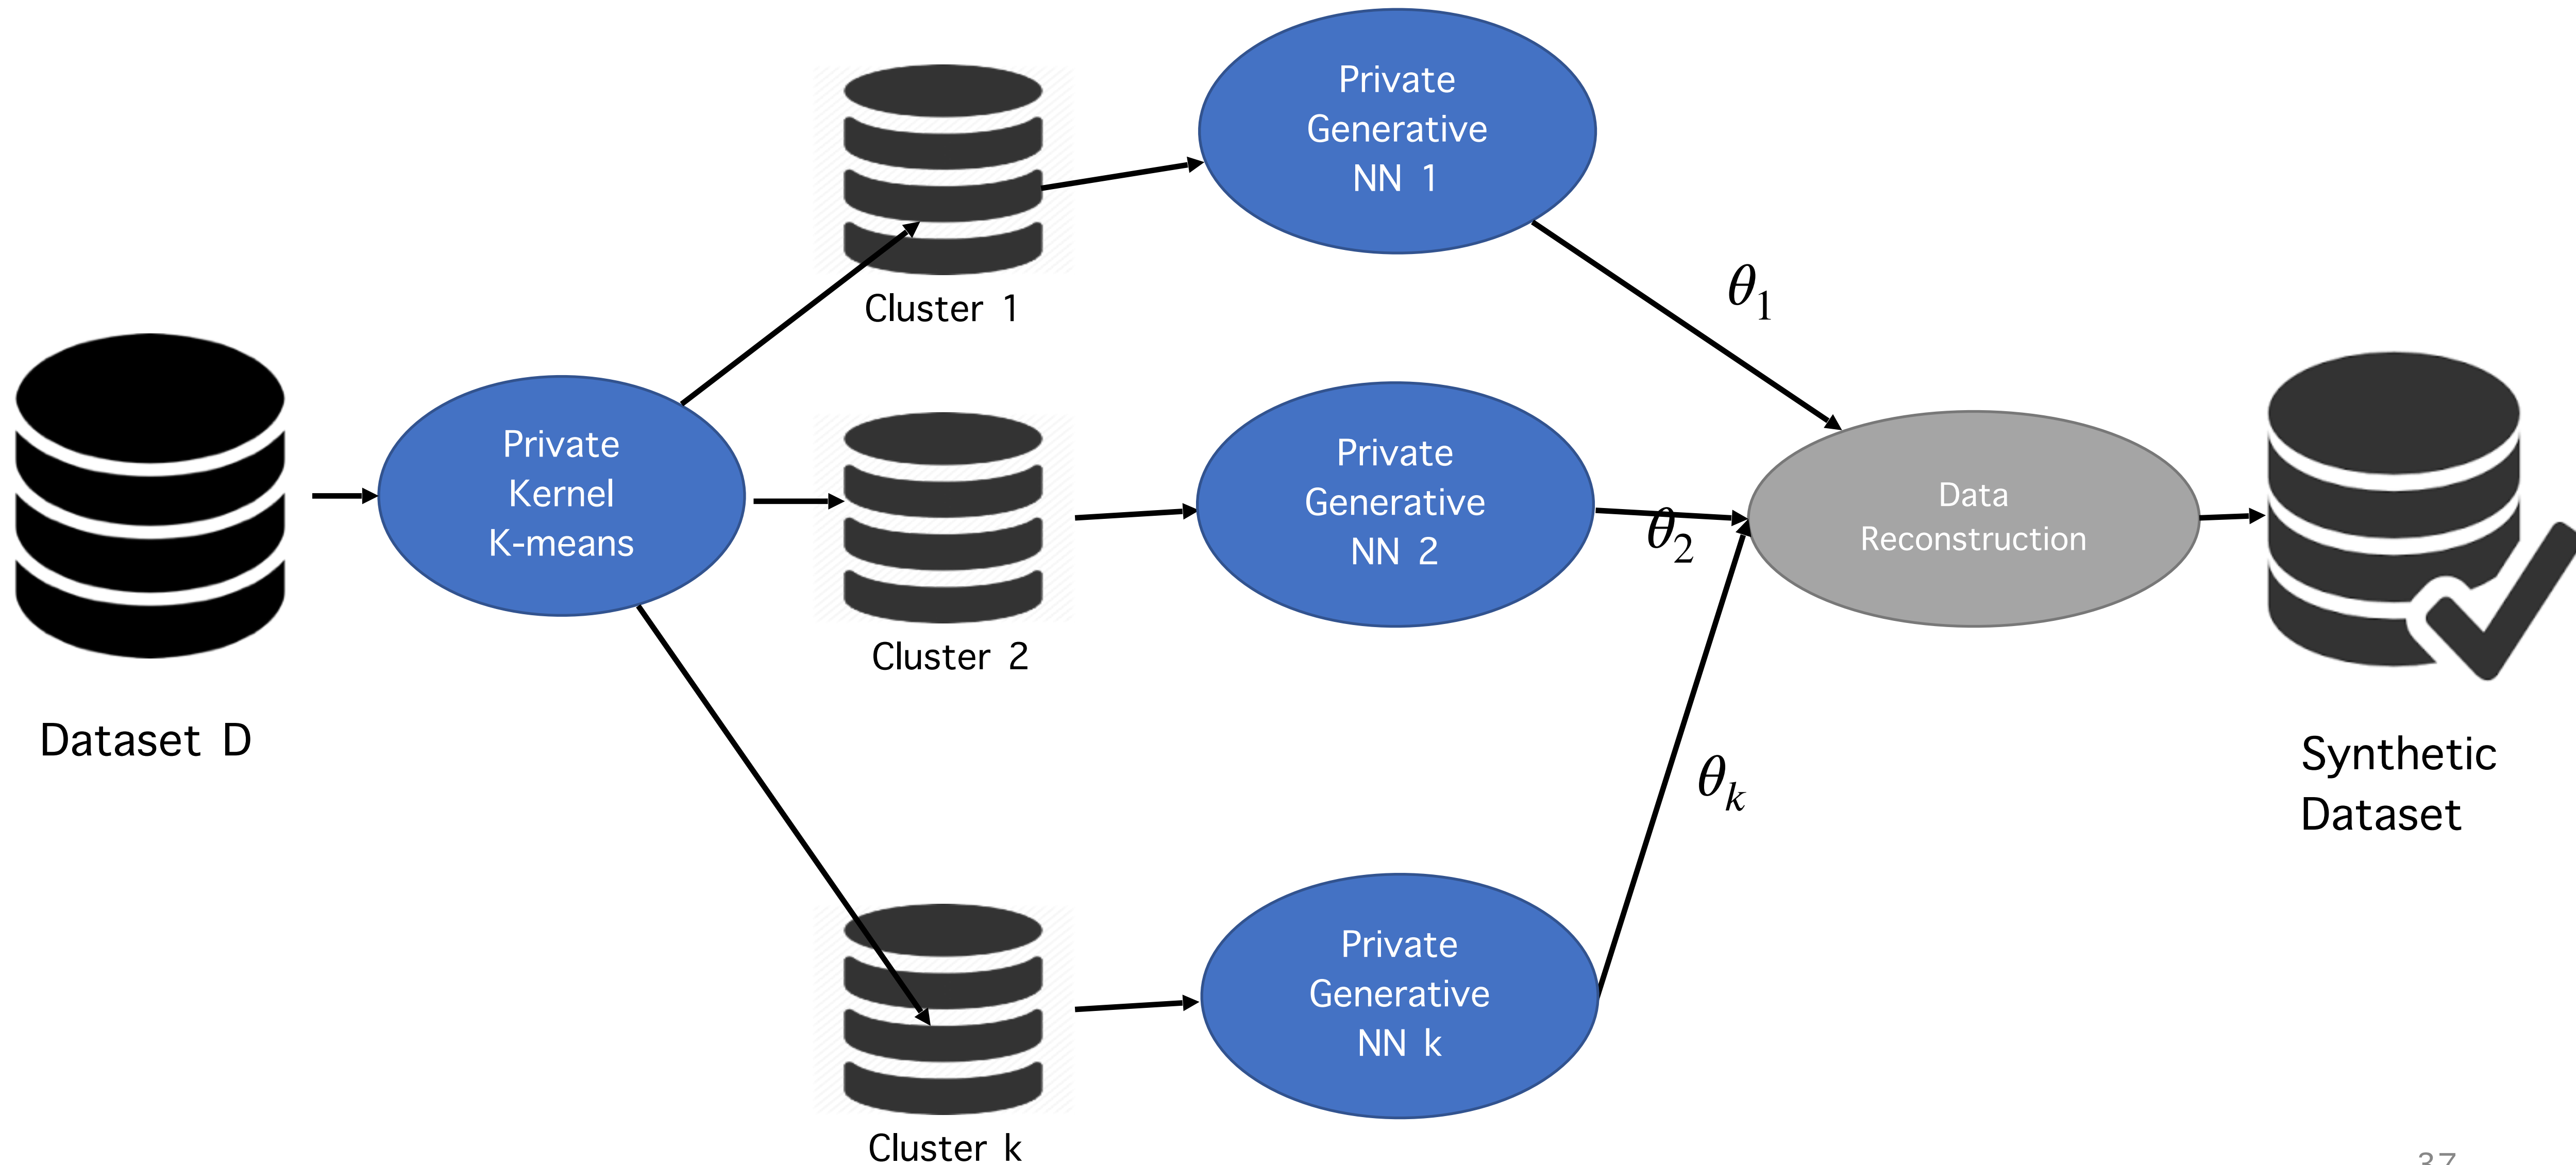 Private
Generative
NN 1
Cluster 1
θ1
Dataset D
Private
Kernel
K-means
Cluster 2
Private
Generative
NN 2
θ2
Data
Reconstruction
Synthetic
Dataset
θk
Cluster k
Private
Generative
NN k
37